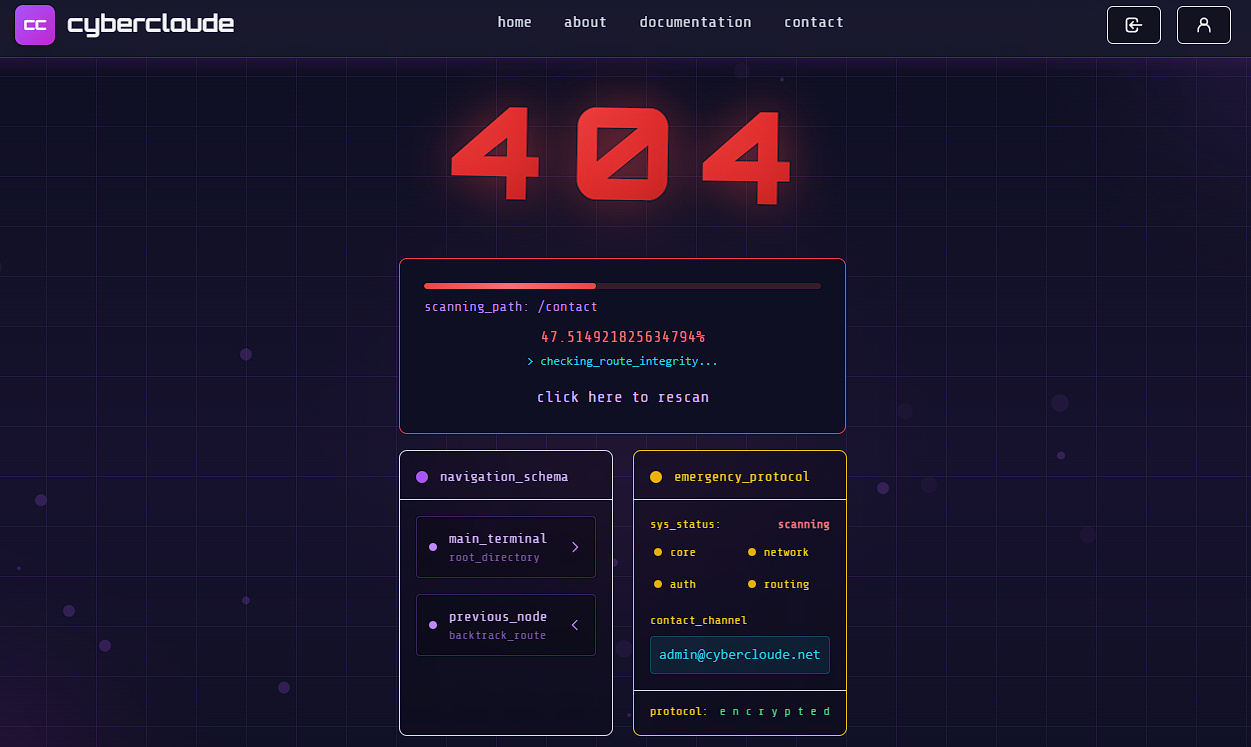 CC cybercloude
home about documentation contact
404
scanning_path: /contact
47.514921825634794%
> checking_route_integrity...
click here to rescan
navigation_schema
main_terminal
root_directory
previous_node
backtrack_route
emergency_protocol
sys_status: scanning
core network
auth routing
contact_channel
admin@cybercloude.net
protocol: encrypted